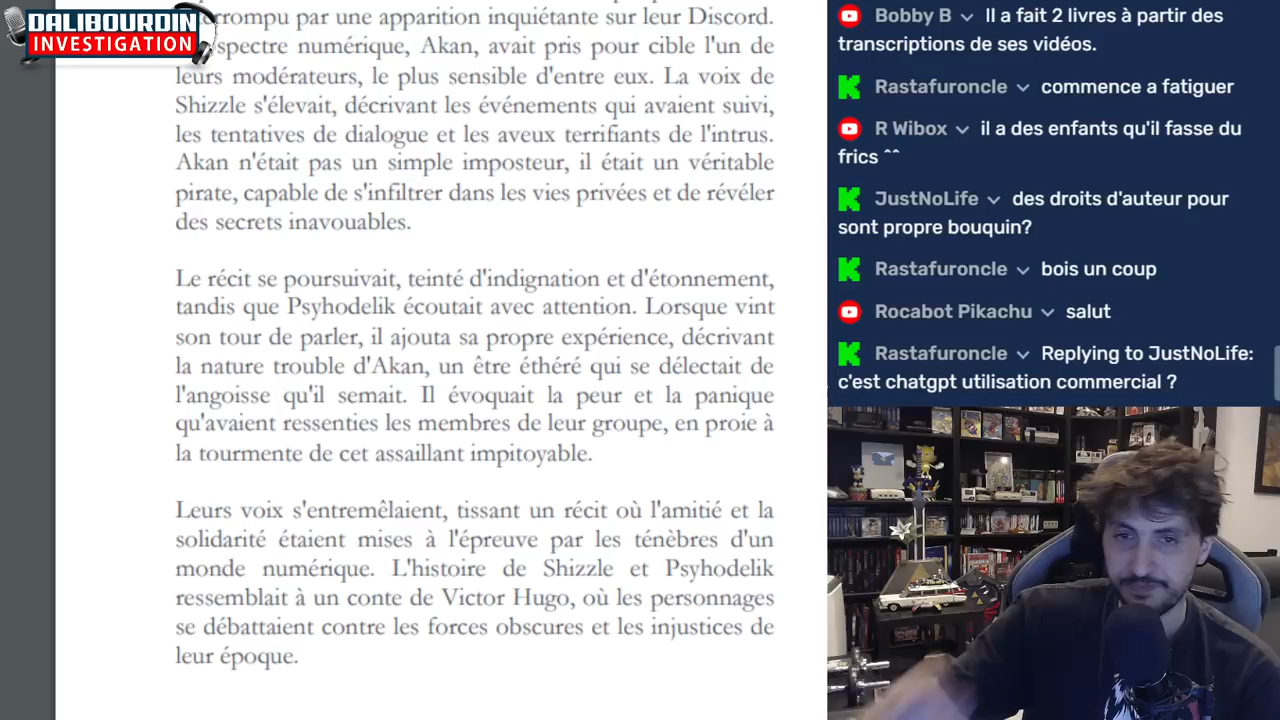 DALIBOURDIN
INVESTIGATION
par une apparition inquiétante sur leur Discord.
spectre numérique, Akan, avait pris pour cible l'un de
leurs modérateurs, le plus sensible d'entre eux. La voix de
Shizzle s'élevait, décrivant les événements qui avaient suivi,
les tentatives de dialogue et les aveux terrifiants de l'intrus.
Akan n'était pas un simple imposteur, il était un véritable
pirate, capable de s'infiltrer dans les vies privées et de révéler
des secrets inavouables.
Le récit se poursuivait, teinté d'indignation et d'étonnement,
tandis que Psyhodelik écoutait avec attention. Lorsque vint
son tour de parler, il ajouta sa propre expérience, décrivant
la nature trouble d'Akan, un être éthéré qui se délectait de
l'angoisse qu'il semait. Il évoquait la peur et la panique
qu'avaient ressenties les membres de leur groupe, en proie à
la tourmente de cet assaillant impitoyable.
Leurs voix s'entremêlaient, tissant un récit où l'amitié et la
solidarité étaient mises à l'épreuve par les ténèbres d'un
monde numérique. L'histoire de Shizzle et Psyhodelik
ressemblait à un conte de Victor Hugo, où les personnages
se débattaient contre les forces obscures et les injustices de
leur époque.
Bobby B Il a fait 2 livres à partir des
transcriptions de ses vidéos.
Rastafuroncle commence a fatiguer
R Wibox il a des enfants qu'il fasse du
frics ^^
JustNoLife des droits d'auteur pour
sont propre bouquin?
Rastafuroncle bois un coup
Rocabot Pikachu salut
Rastafuroncle Replying to JustNoLife:
c'est chatgpt utilisation commercial ?